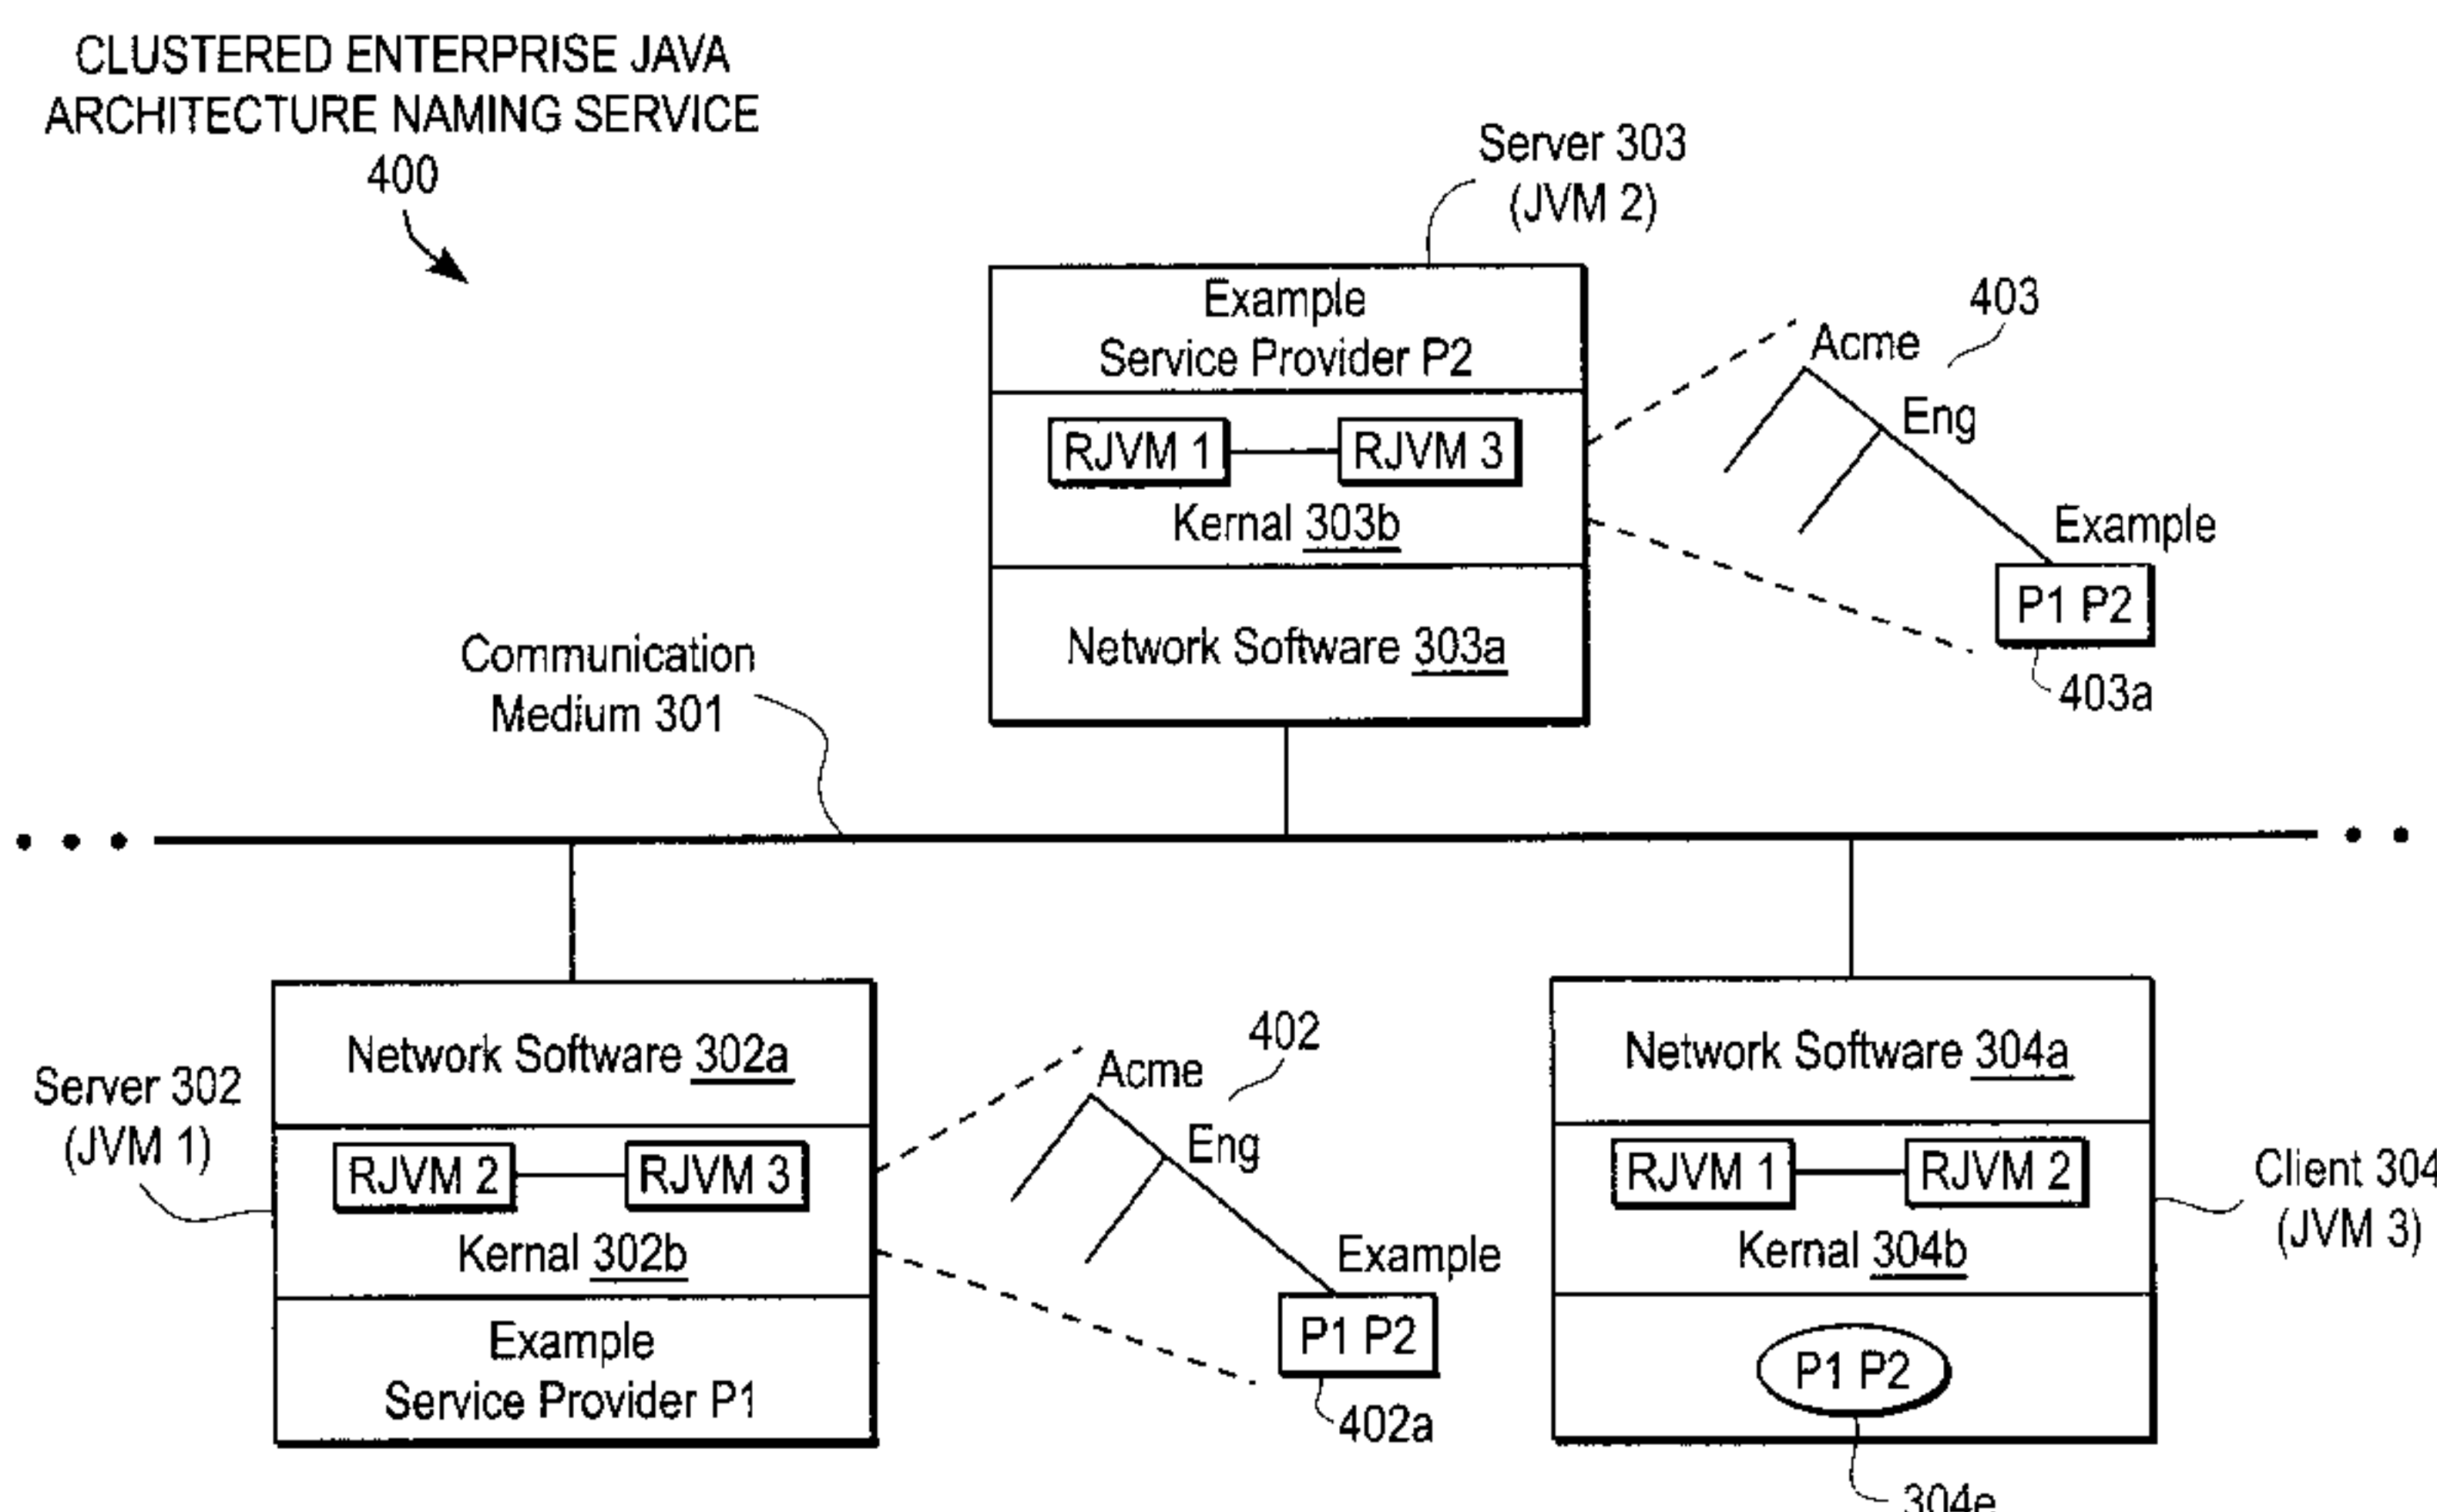 CLUSTERED ENTERPRISE JAVA
ARCHITECTURE NAMING SERVICE
400
Server 303
(JVM 2)
Example
Service Provider P2
RJVM 1
RJVM 3
Kernal 303b
Network Software 303a
403
Acme
Eng
Example
P1 P2
403a
Communication
Medium 301
Server 302
(JVM 1)
Network Software 302a
RJVM 2
RJVM 3
Kernal 302b
Example
Service Provider P1
402
Acme
Eng
Example
P1 P2
402a
Network Software 304a
RJVM 1
RJVM 2
Kernal 304b
P1 P2
304e
Client 304
(JVM 3)